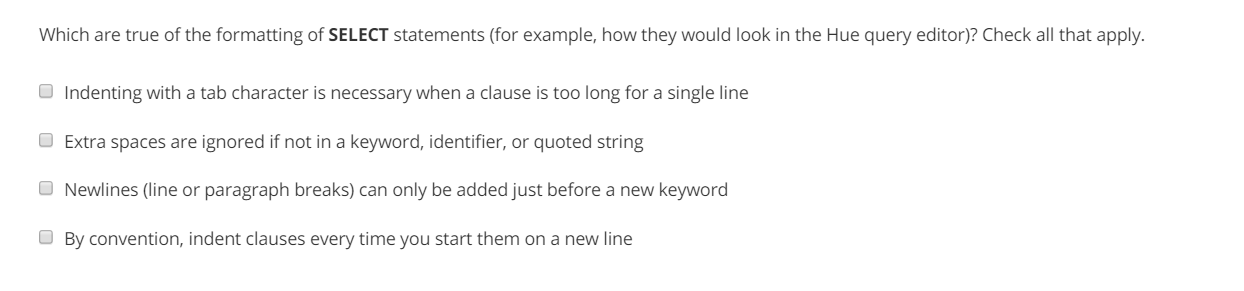 Which are true of the formatting of SELECT statements (for example, how they would look in the Hue query editor)? Check all that apply.
Indenting with a tab character is necessary when a clause is too long for a single line
Extra spaces are ignored if not in a keyword, identifier, or quoted string
Newlines (line or paragraph breaks) can only be added just before a new keyword
By convention, indent clauses every time you start them on a new line